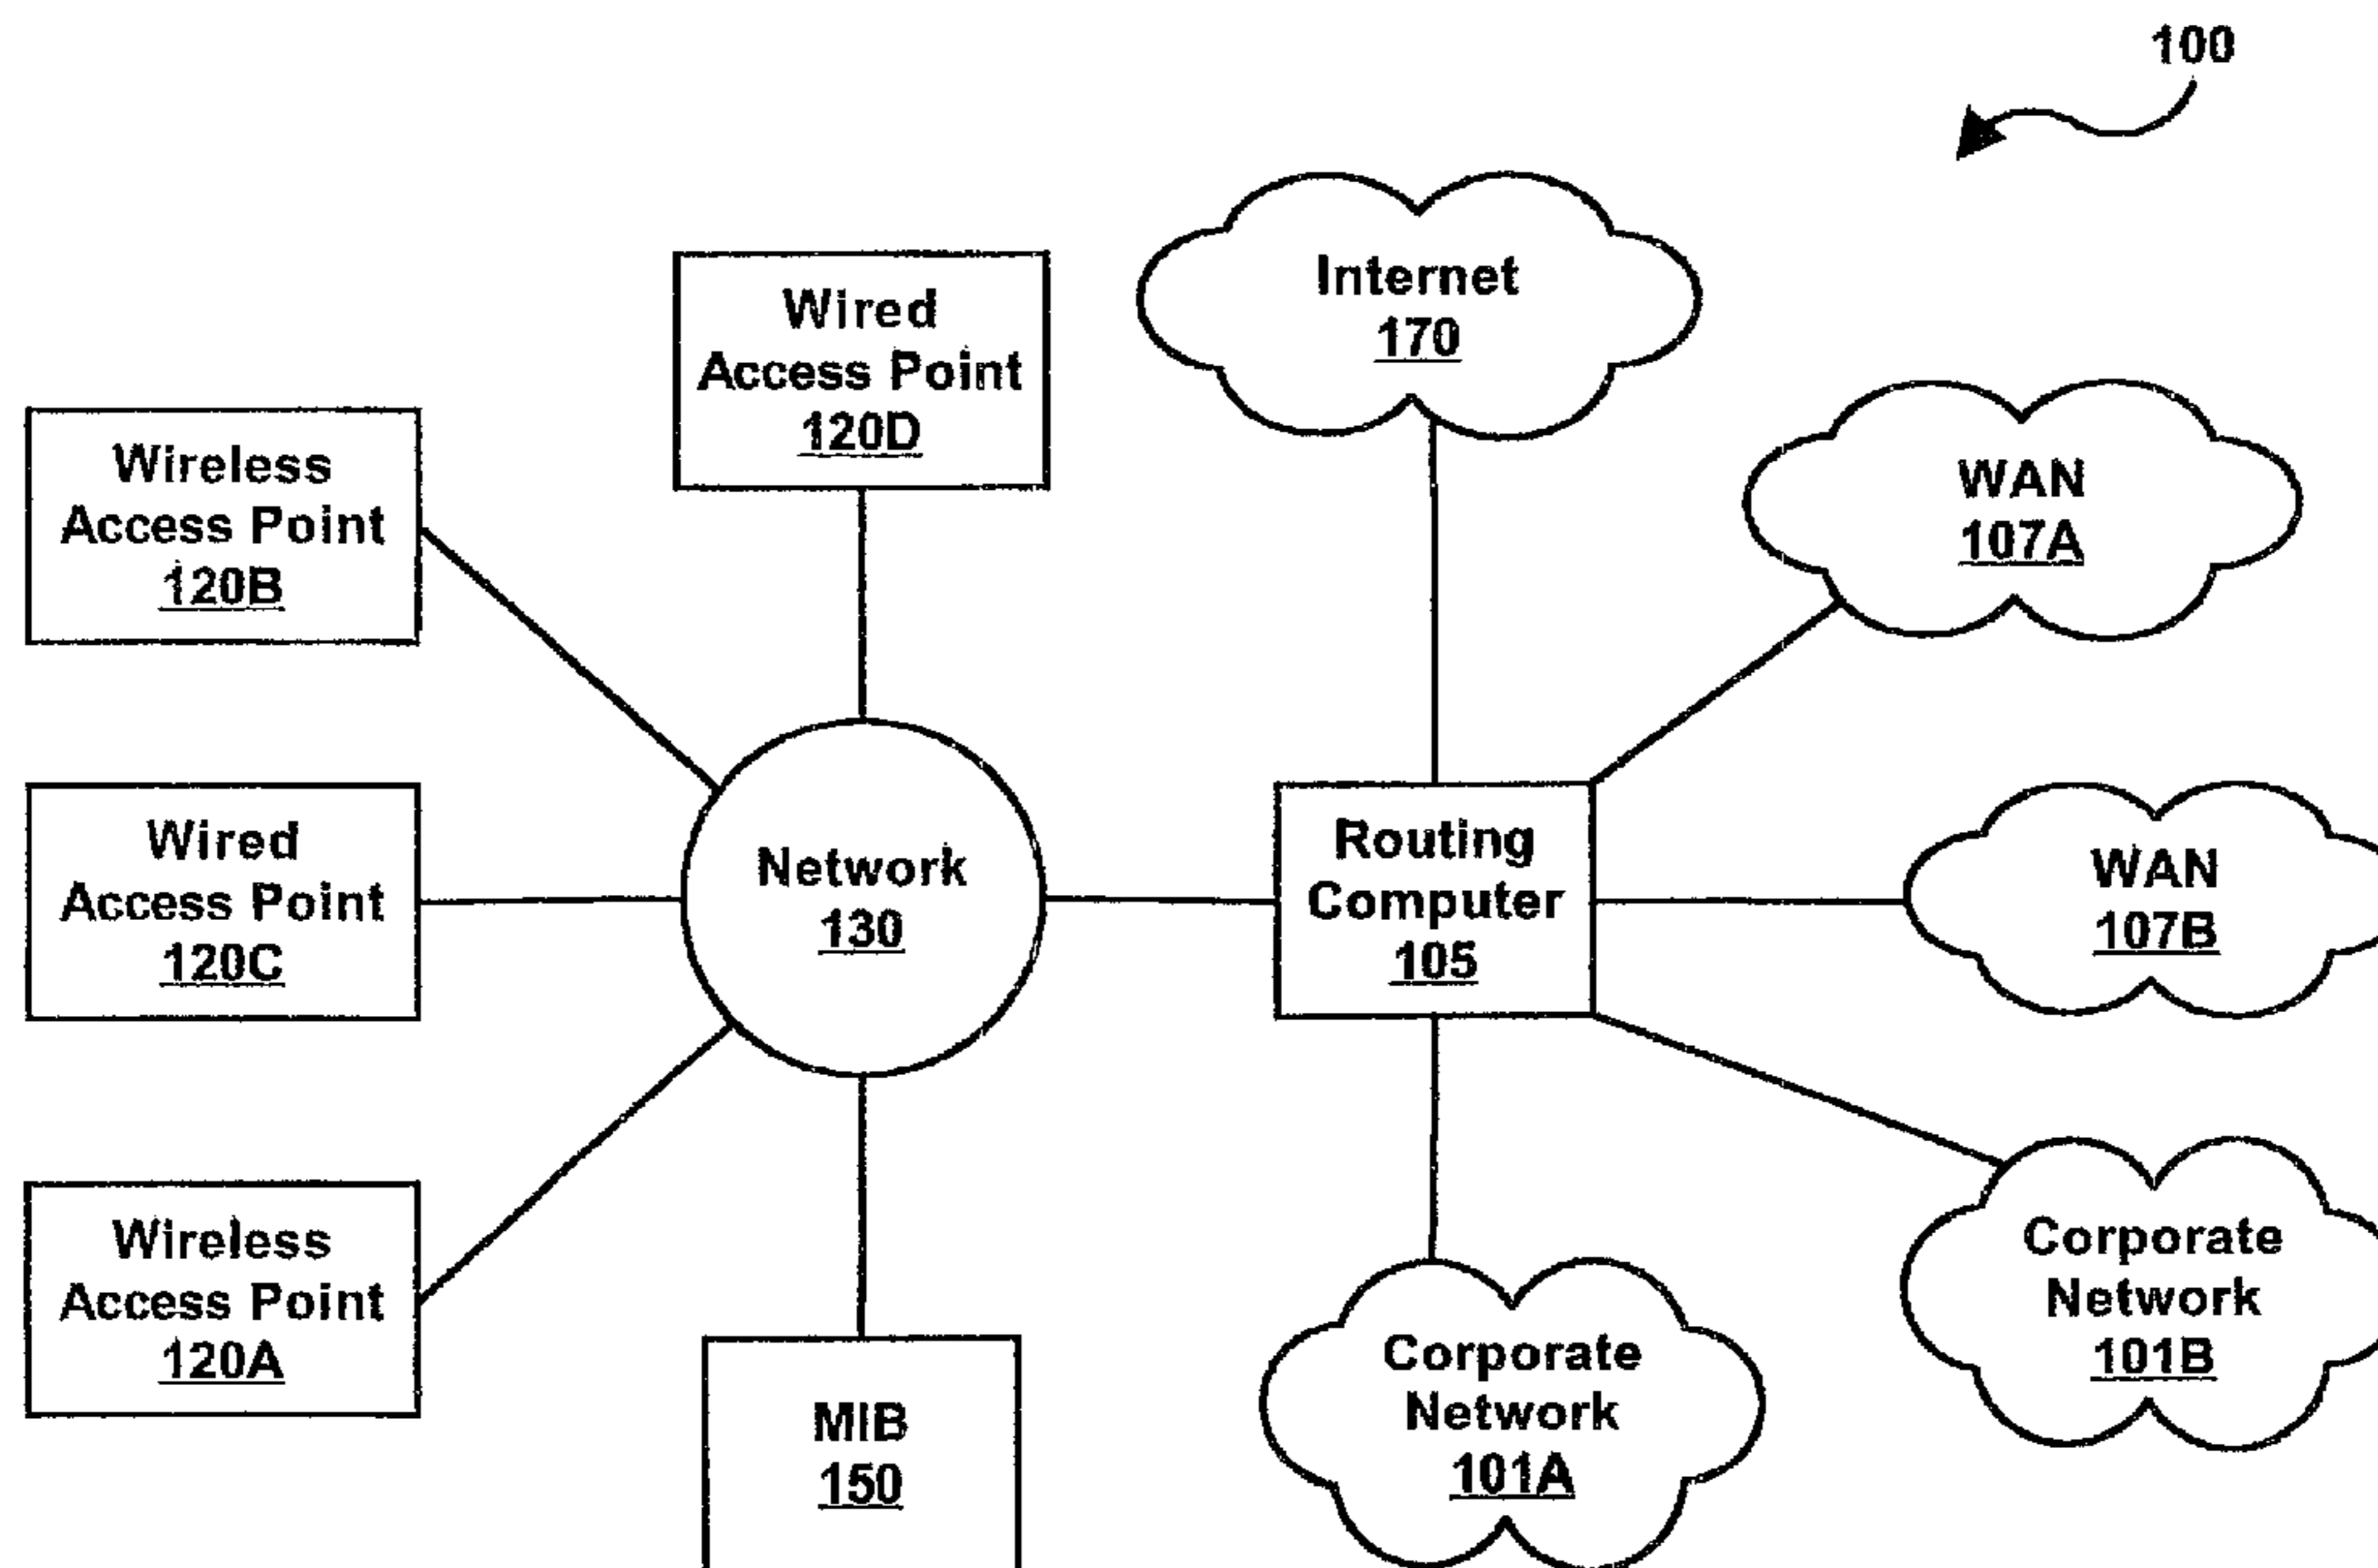 100
Internet
170
Wired
Access Point
120D
WAN
107A
Wireless
Access Point
120B
Wired
Access Point
120C
Network
130
Routing
Computer
105
WAN
107B
Wireless
Access Point
120A
MIB
150
Corporate
Network
101A
Corporate
Network
101B